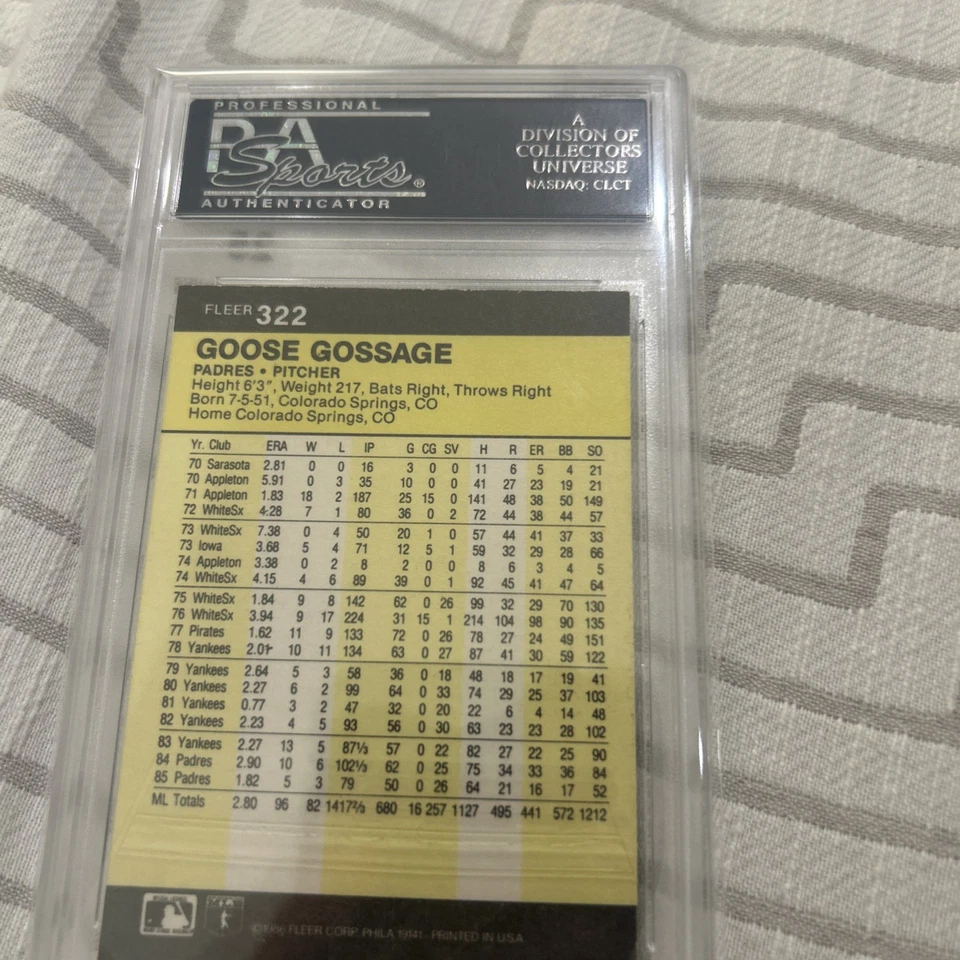 PROFESSIONAL
PSA
Sports®
AUTHENTICATOR
A
DIVISION OF
COLLECTORS
UNIVERSE
NASDAQ: CLCT
FLEER 322
GOOSE GOSSAGE
PADRES • PITCHER
Height 6'3", Weight 217, Bats Right, Throws Right
Born 7-5-51, Colorado Springs, CO
Home Colorado Springs, CO
Yr. Club ERA W L IP G CG SV H R ER BB SO
70 Sarasota 2.81 0 0 16 3 0 0 11 6 5 4 21
70 Appleton 5.91 0 3 35 10 0 0 41 27 23 19 21
71 Appleton 1.83 18 2 187 25 15 0 141 48 38 50 149
72 WhiteSx 4.28 7 1 80 36 0 2 72 44 38 44 57
73 WhiteSx 7.38 0 4 50 20 1 0 57 44 41 37 33
73 Iowa 3.68 5 4 71 12 5 1 59 32 29 28 66
74 Appleton 3.38 0 2 8 2 0 0 8 6 3 4 5
74 WhiteSx 4.15 4 6 89 39 0 1 92 45 41 47 64
75 WhiteSx 1.84 9 8 142 62 0 26 99 32 29 70 130
76 WhiteSx 3.94 9 17 224 31 15 1 214 104 98 90 135
77 Pirates 1.62 11 9 133 72 0 26 78 27 24 49 151
78 Yankees 2.01 10 11 134 63 0 27 87 41 30 59 122
79 Yankees 2.64 5 3 58 36 0 18 48 18 17 19 41
80 Yankees 2.27 6 2 99 64 0 33 74 29 25 37 103
81 Yankees 0.77 3 2 47 32 0 20 22 6 4 14 48
82 Yankees 2.23 4 5 93 56 0 30 63 23 23 28 102
83 Yankees 2.27 13 5 87⅓ 57 0 22 82 27 22 25 90
84 Padres 2.90 10 6 102⅓ 62 0 25 75 34 33 36 84
85 Padres 1.82 5 3 79 50 0 26 64 21 16 17 52
ML Totals 2.80 96 82 1417⅔ 680 16 257 1127 495 441 572 1212
©1986 FLEER CORP. PHILA 19141 PRINTED IN U.S.A.